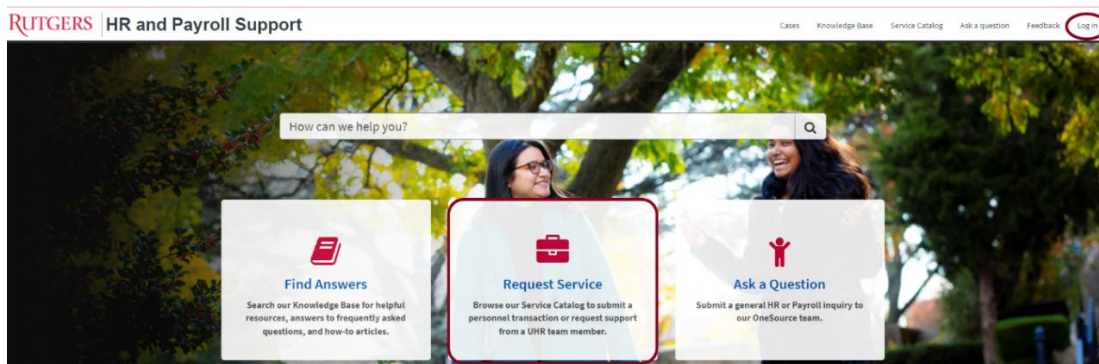 RUTGERS HR and Payroll Support
Cases Knowledge Base Service Catalog Ask a question Feedback Log in
How can we help you?
Find Answers
Search our Knowledge Base for helpful
resources, answers to frequently asked
questions, and how-to articles.
Request Service
Browse our Service Catalog to submit a
personnel transaction or request support
from a UHR team member.
Ask a Question
Submit a general HR or Payroll inquiry to
our OneSource team.